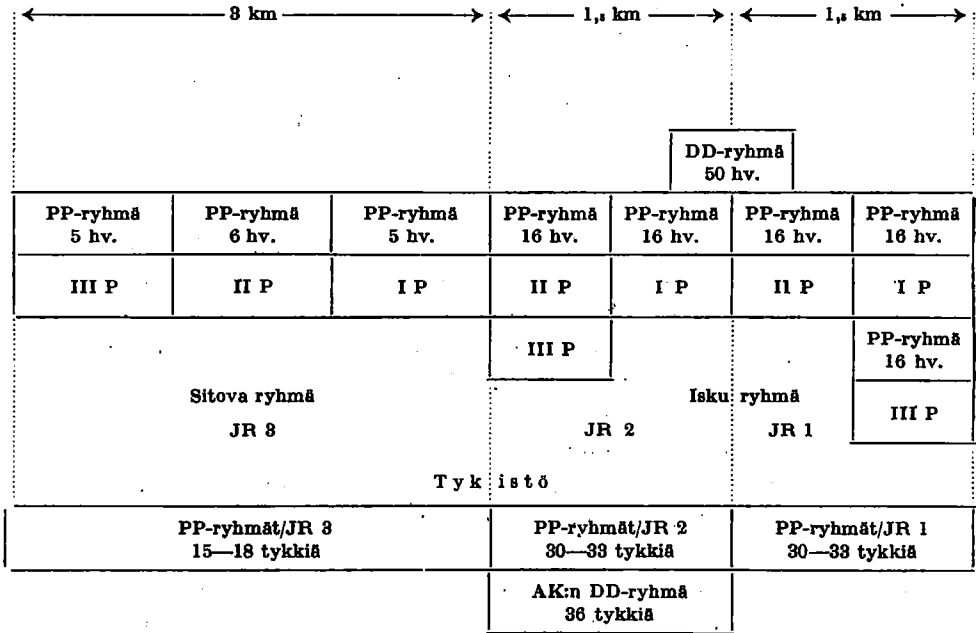 3 km 1,5 km 1,5 km
DD-ryhmä
50 hv.
PP-ryhmä PP-ryhmä PP-ryhmä PP-ryhmä PP-ryhmä PP-ryhmä PP-ryhmä
5 hv. 6 hv. 5 hv. 16 hv. 16 hv. 16 hv. 16 hv.
III P II P I P II P I P II P I P
III P PP-ryhmä
16 hv.
Sitova ryhmä Iskuryhmä
III P
JR 3 JR 2 JR 1
Tykistö
PP-ryhmät/JR 3 PP-ryhmät/JR 2 PP-ryhmät/JR 1
15—18 tykkiä 30—33 tykkiä 30—33 tykkiä
AK:n DD-ryhmä
36 tykkiä